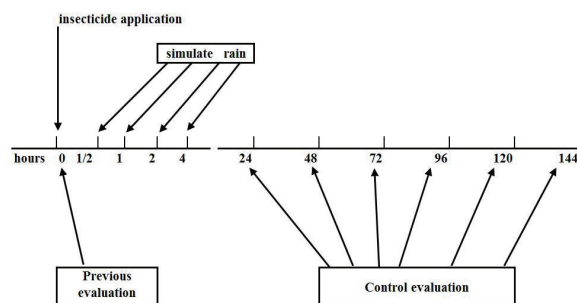 insecticide application
simulate rain
hours 0 1/2 1 2 4 24 48 72 96 120 144
Previous
evaluation
Control evaluation